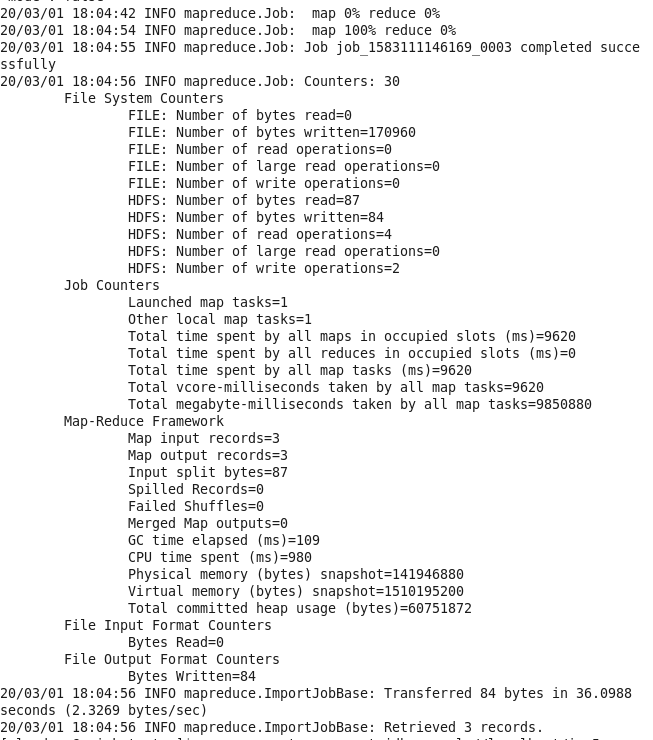 20/03/01 18:04:42 INFO mapreduce.Job:  map 0% reduce 0%
20/03/01 18:04:54 INFO mapreduce.Job:  map 100% reduce 0%
20/03/01 18:04:55 INFO mapreduce.Job: Job job_1583111146169_0003 completed succe
ssfully
20/03/01 18:04:56 INFO mapreduce.Job: Counters: 30
File System Counters
FILE: Number of bytes read=0
FILE: Number of bytes written=170960
FILE: Number of read operations=0
FILE: Number of large read operations=0
FILE: Number of write operations=0
HDFS: Number of bytes read=87
HDFS: Number of bytes written=84
HDFS: Number of read operations=4
HDFS: Number of large read operations=0
HDFS: Number of write operations=2
Job Counters
Launched map tasks=1
Other local map tasks=1
Total time spent by all maps in occupied slots (ms)=9620
Total time spent by all reduces in occupied slots (ms)=0
Total time spent by all map tasks (ms)=9620
Total vcore-milliseconds taken by all map tasks=9620
Total megabyte-milliseconds taken by all map tasks=9850880
Map-Reduce Framework
Map input records=3
Map output records=3
Input split bytes=87
Spilled Records=0
Failed Shuffles=0
Merged Map outputs=0
GC time elapsed (ms)=109
CPU time spent (ms)=980
Physical memory (bytes) snapshot=141946880
Virtual memory (bytes) snapshot=1510195200
Total committed heap usage (bytes)=60751872
File Input Format Counters
Bytes Read=0
File Output Format Counters
Bytes Written=84
20/03/01 18:04:56 INFO mapreduce.ImportJobBase: Transferred 84 bytes in 36.0988
seconds (2.3269 bytes/sec)
20/03/01 18:04:56 INFO mapreduce.ImportJobBase: Retrieved 3 records.